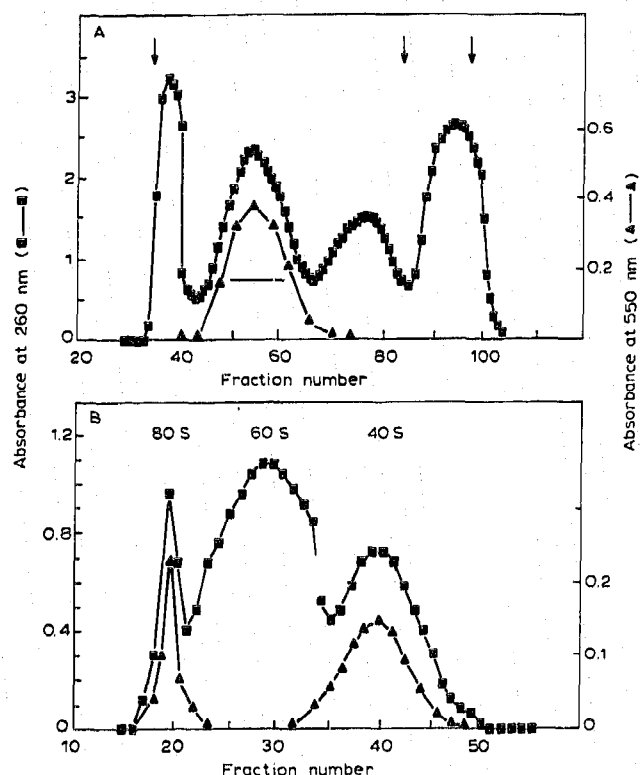 A
3
2
1
0
0.6
0.4
0.2
20
40
60
80
100
Fraction number
Absorbance at 260 nm (■——■)
Absorbance at 550 nm (▲——▲)
B
80 S
60 S
40 S
1.2
0.8
0.4
0
0.2
0.1
0
10
20
30
40
50
Fraction number